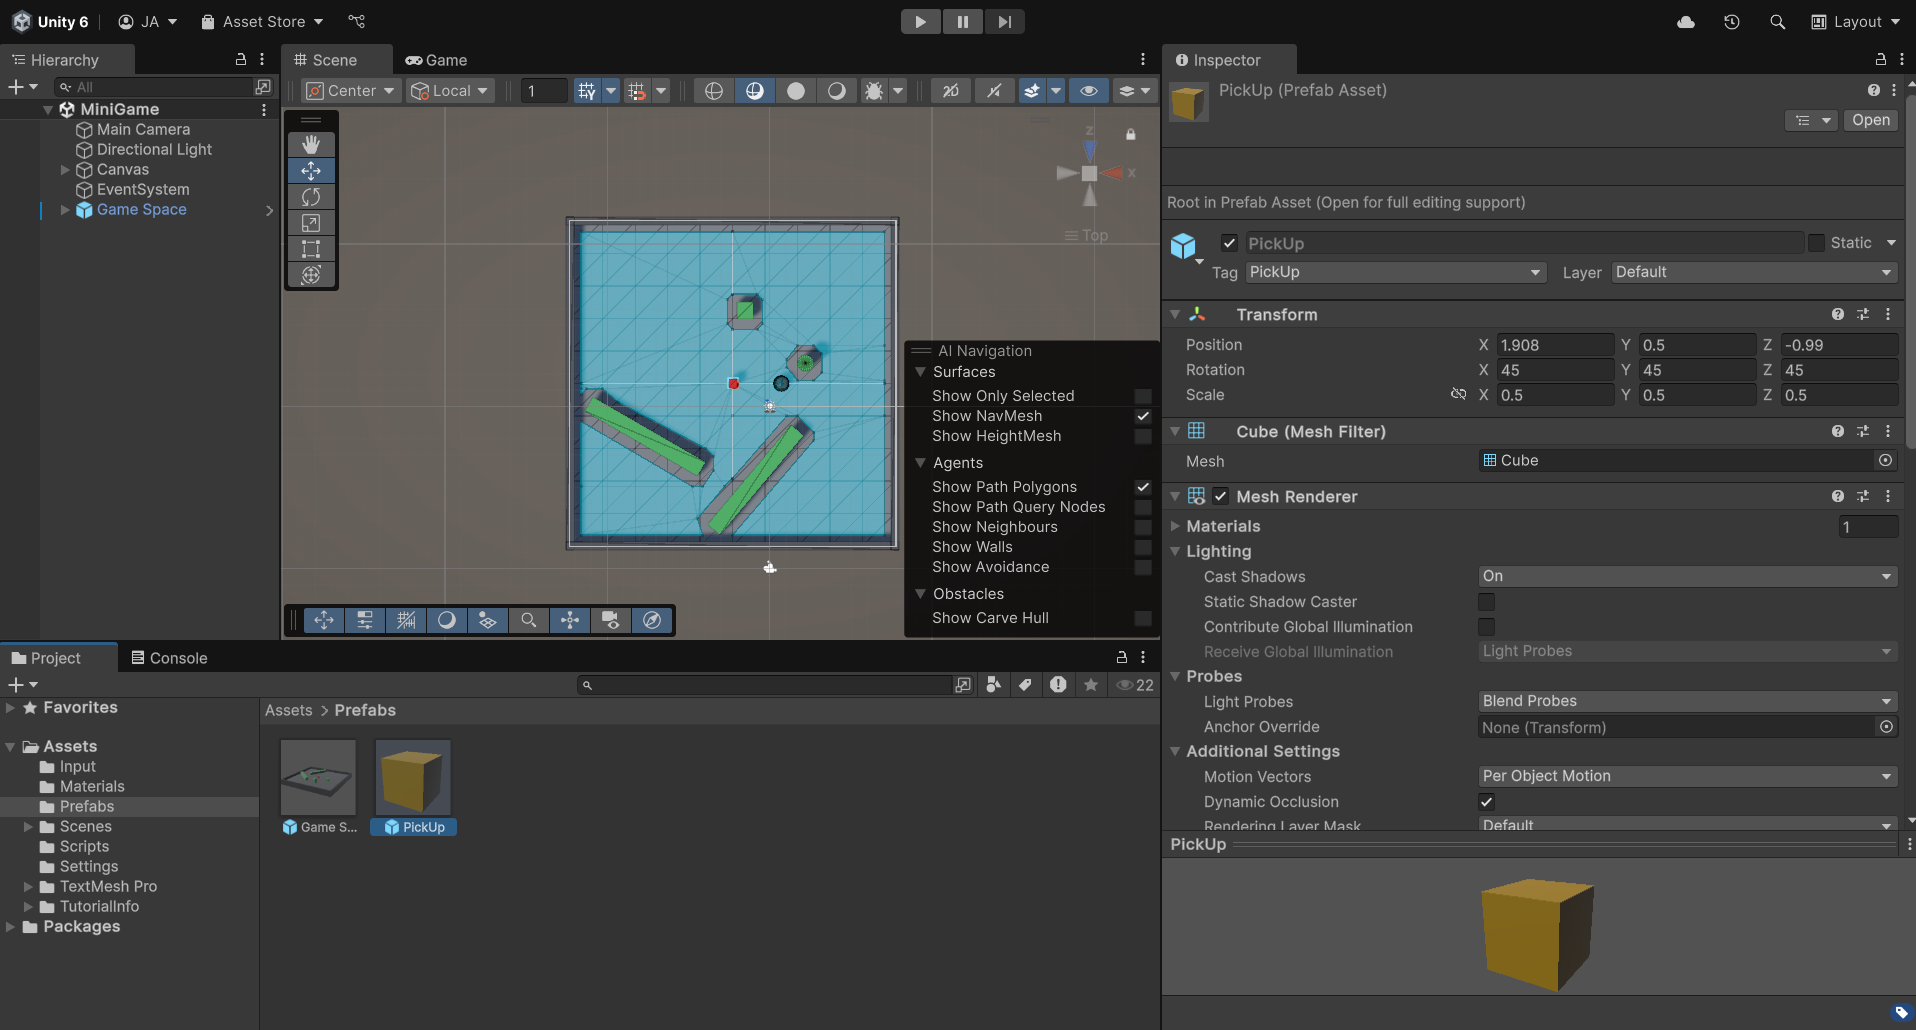 Unity 6
JA
Asset Store
Layout
Hierarchy
All
MiniGame
Main Camera
Directional Light
Canvas
EventSystem
Game Space
Scene
Game
Center
Local
1
2D
z
x
Top
AI Navigation
Surfaces
Show Only Selected
Show NavMesh
Show HeightMesh
Agents
Show Path Polygons
Show Path Query Nodes
Show Neighbours
Show Walls
Show Avoidance
Obstacles
Show Carve Hull
Project
Console
22
Favorites
Assets
Input
Materials
Prefabs
Scenes
Scripts
Settings
TextMesh Pro
TutorialInfo
Packages
Assets > Prefabs
Game S...
PickUp
Inspector
PickUp (Prefab Asset)
Open
Root in Prefab Asset (Open for full editing support)
PickUp
Static
Tag PickUp Layer Default
Transform
Position X 1.908 Y 0.5 Z -0.99
Rotation X 45 Y 45 Z 45
Scale X 0.5 Y 0.5 Z 0.5
Cube (Mesh Filter)
Mesh Cube
Mesh Renderer
Materials 1
Lighting
Cast Shadows On
Static Shadow Caster
Contribute Global Illumination
Receive Global Illumination Light Probes
Probes
Light Probes Blend Probes
Anchor Override None (Transform)
Additional Settings
Motion Vectors Per Object Motion
Dynamic Occlusion
Rendering Layer Mask Default
PickUp